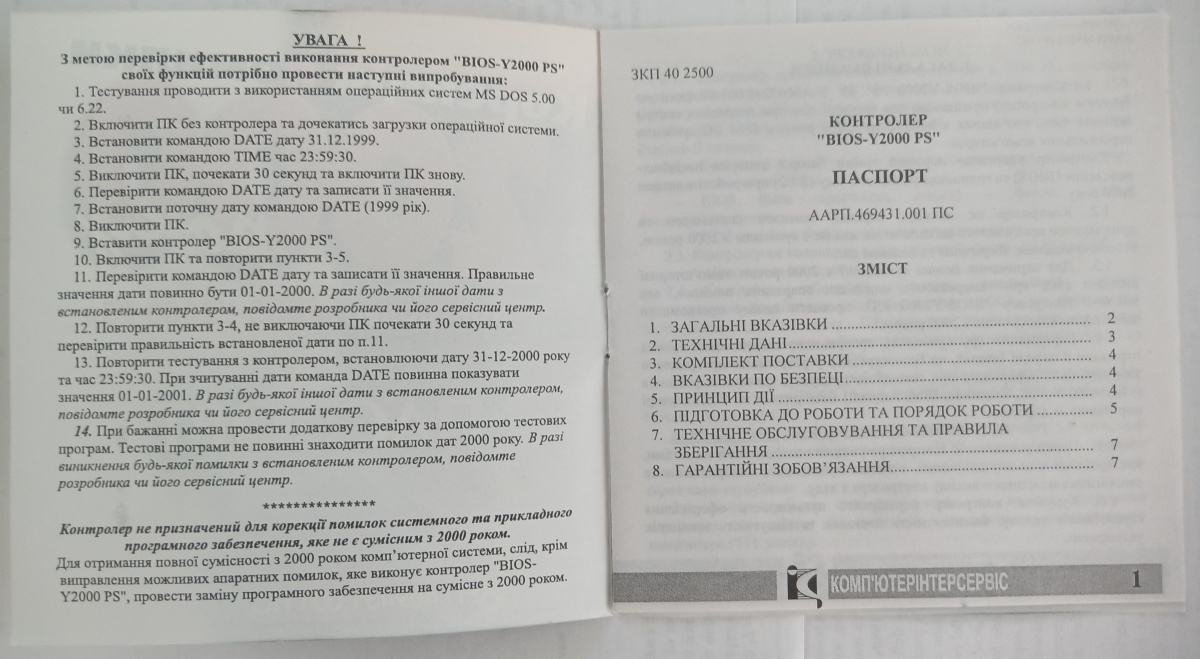 УВАГА !
З метою перевірки ефективності виконання контролером "BIOS-Y2000 PS"
своїх функцій потрібно провести наступні випробування:
1. Тестування проводити з використанням операційних систем MS DOS 5.00
чи 6.22.
2. Включити ПК без контролера та дочекатись загрузки операційної системи.
3. Встановити командою DATE дату 31.12.1999.
4. Встановити командою TIME час 23:59:30.
5. Виключити ПК, почекати 30 секунд та включити ПК знову.
6. Перевірити командою DATE дату та записати її значення.
7. Встановити поточну дату командою DATE (1999 рік).
8. Виключити ПК.
9. Вставити контролер "BIOS-Y2000 PS".
10. Включити ПК та повторити пункти 3-5.
11. Перевірити командою DATE дату та записати її значення. Правильне
значення дати повинно бути 01-01-2000. В разі будь-якої іншої дати з
встановленим контролером, повідомте розробника чи його сервісний центр.
12. Повторити пункти 3-4, не виключаючи ПК почекати 30 секунд та
перевірити правильність встановленої дати по п.11.
13. Повторити тестування з контролером, встановлюючи дату 31-12-2000 року
та час 23:59:30. При зчитуванні дати команда DATE повинна показувати
значення 01-01-2001. В разі будь-якої іншої дати з встановленим контролером,
повідомте розробника чи його сервісний центр.
14. При бажанні можна провести додаткову перевірку за допомогою тестових
програм. Тестові програми не повинні знаходити помилок дат 2000 року. В разі
виникнення будь-якої помилки з встановленим контролером, повідомте
розробника чи його сервісний центр.
***************
Контролер не призначений для корекції помилок системного та прикладного
програмного забезпечення, яке не є сумісним з 2000 роком.
Для отримання повної сумісності з 2000 роком комп’ютерної системи, слід, крім
виправлення можливих апаратних помилок, яке виконує контролер "BIOS-
Y2000 PS", провести заміну програмного забезпечення на сумісне з 2000 роком.
ЗКП 40 2500
КОНТРОЛЕР
"BIOS-Y2000 PS"
ПАСПОРТ
ААРП.469431.001 ПС
ЗМІСТ
1. ЗАГАЛЬНІ ВКАЗІВКИ ........ 2
2. ТЕХНІЧНІ ДАНІ ........ 3
3. КОМПЛЕКТ ПОСТАВКИ ........ 4
4. ВКАЗІВКИ ПО БЕЗПЕЦІ ........ 4
5. ПРИНЦИП ДІЇ ........ 4
6. ПІДГОТОВКА ДО РОБОТИ ТА ПОРЯДОК РОБОТИ ........ 5
7. ТЕХНІЧНЕ ОБСЛУГОВУВАННЯ ТА ПРАВИЛА
ЗБЕРІГАННЯ ........ 7
8. ГАРАНТІЙНІ ЗОБОВ’ЯЗАННЯ ........ 7
КОМП'ЮТЕРІНТЕРСЕРВІС 1